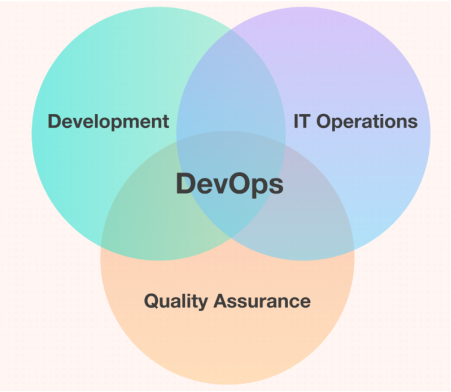 Development
IT Operations
DevOps
Quality Assurance